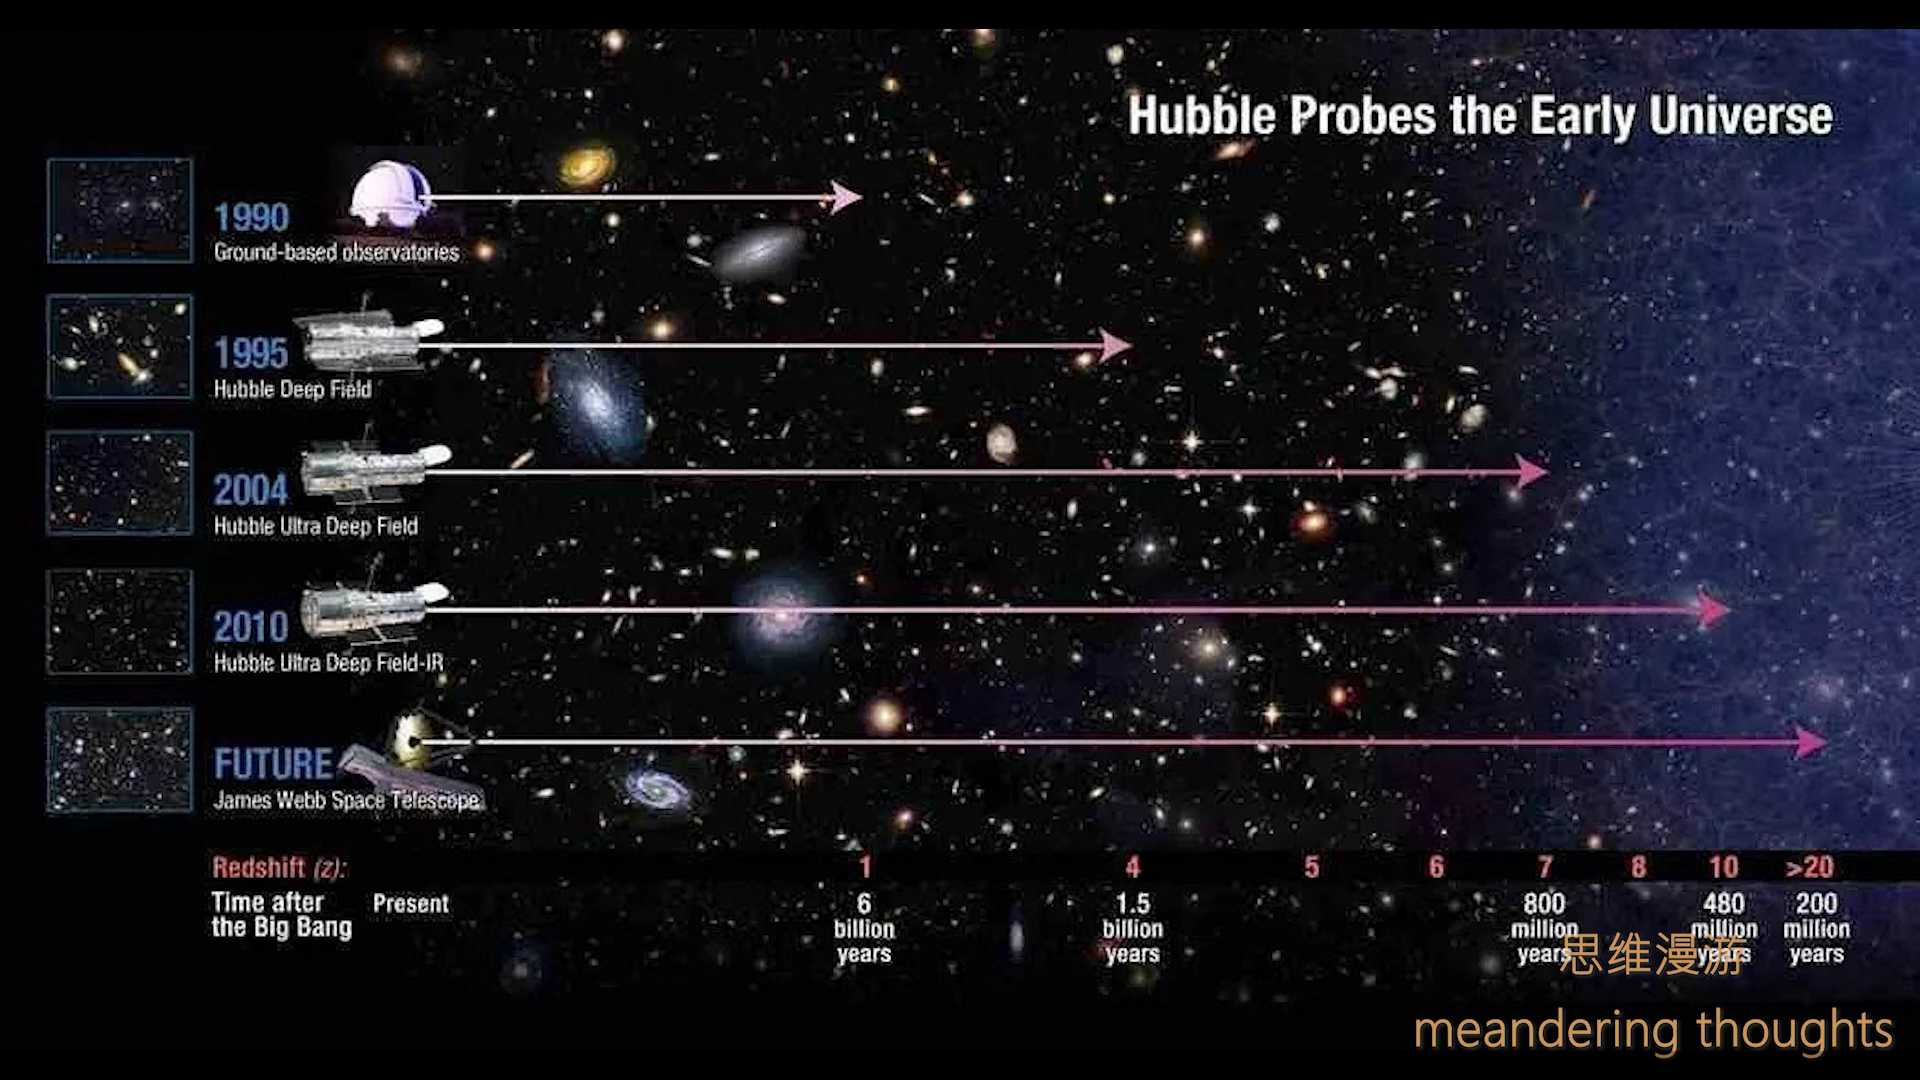 Hubble Probes the Early Universe
1990
Ground-based observatories
1995
Hubble Deep Field
2004
Hubble Ultra Deep Field
2010
Hubble Ultra Deep Field-IR
FUTURE
James Webb Space Telescope
Redshift (z): 1 4 5 6 7 8 10 >20
Time after the Big Bang
Present
6 billion years
1.5 billion years
800 million years
480 million years
200 million years
思维漫游
meandering thoughts